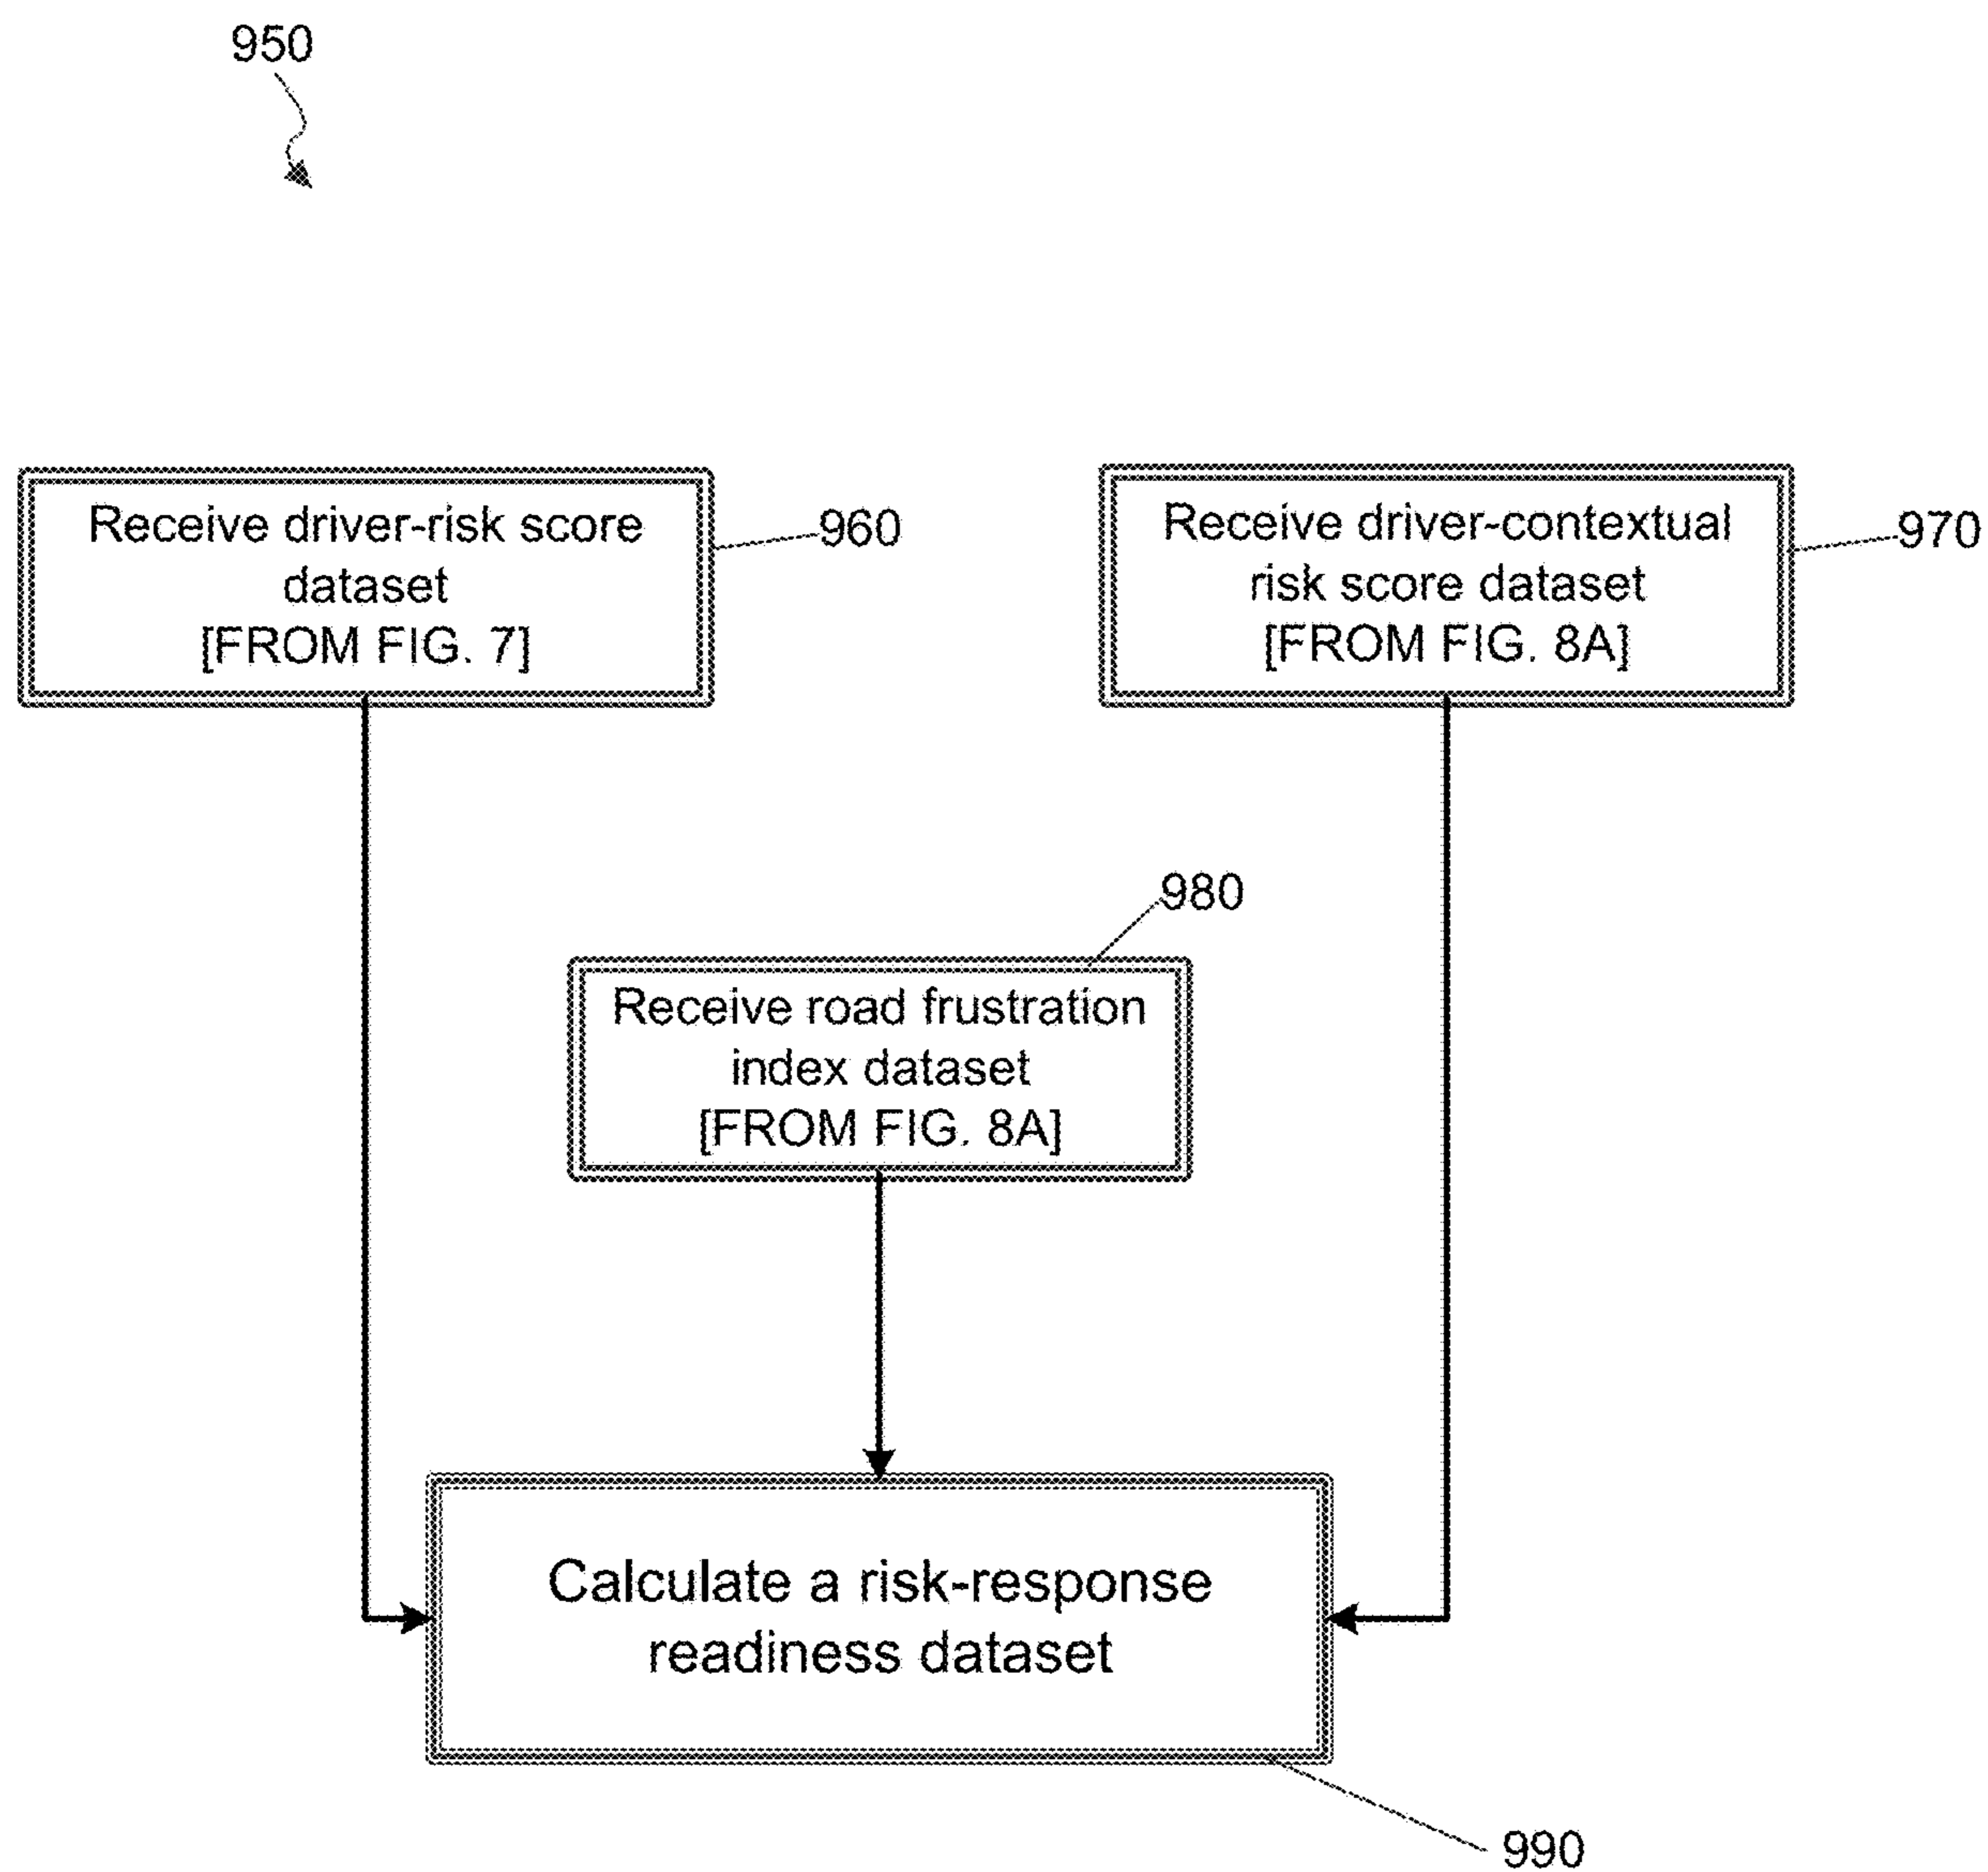 950
Receive driver-risk score
dataset
[FROM FIG. 7]
960
Receive driver-contextual
risk score dataset
[FROM FIG. 8A]
970
980
Receive road frustration
index dataset
[FROM FIG. 8A]
Calculate a risk-response
readiness dataset
990